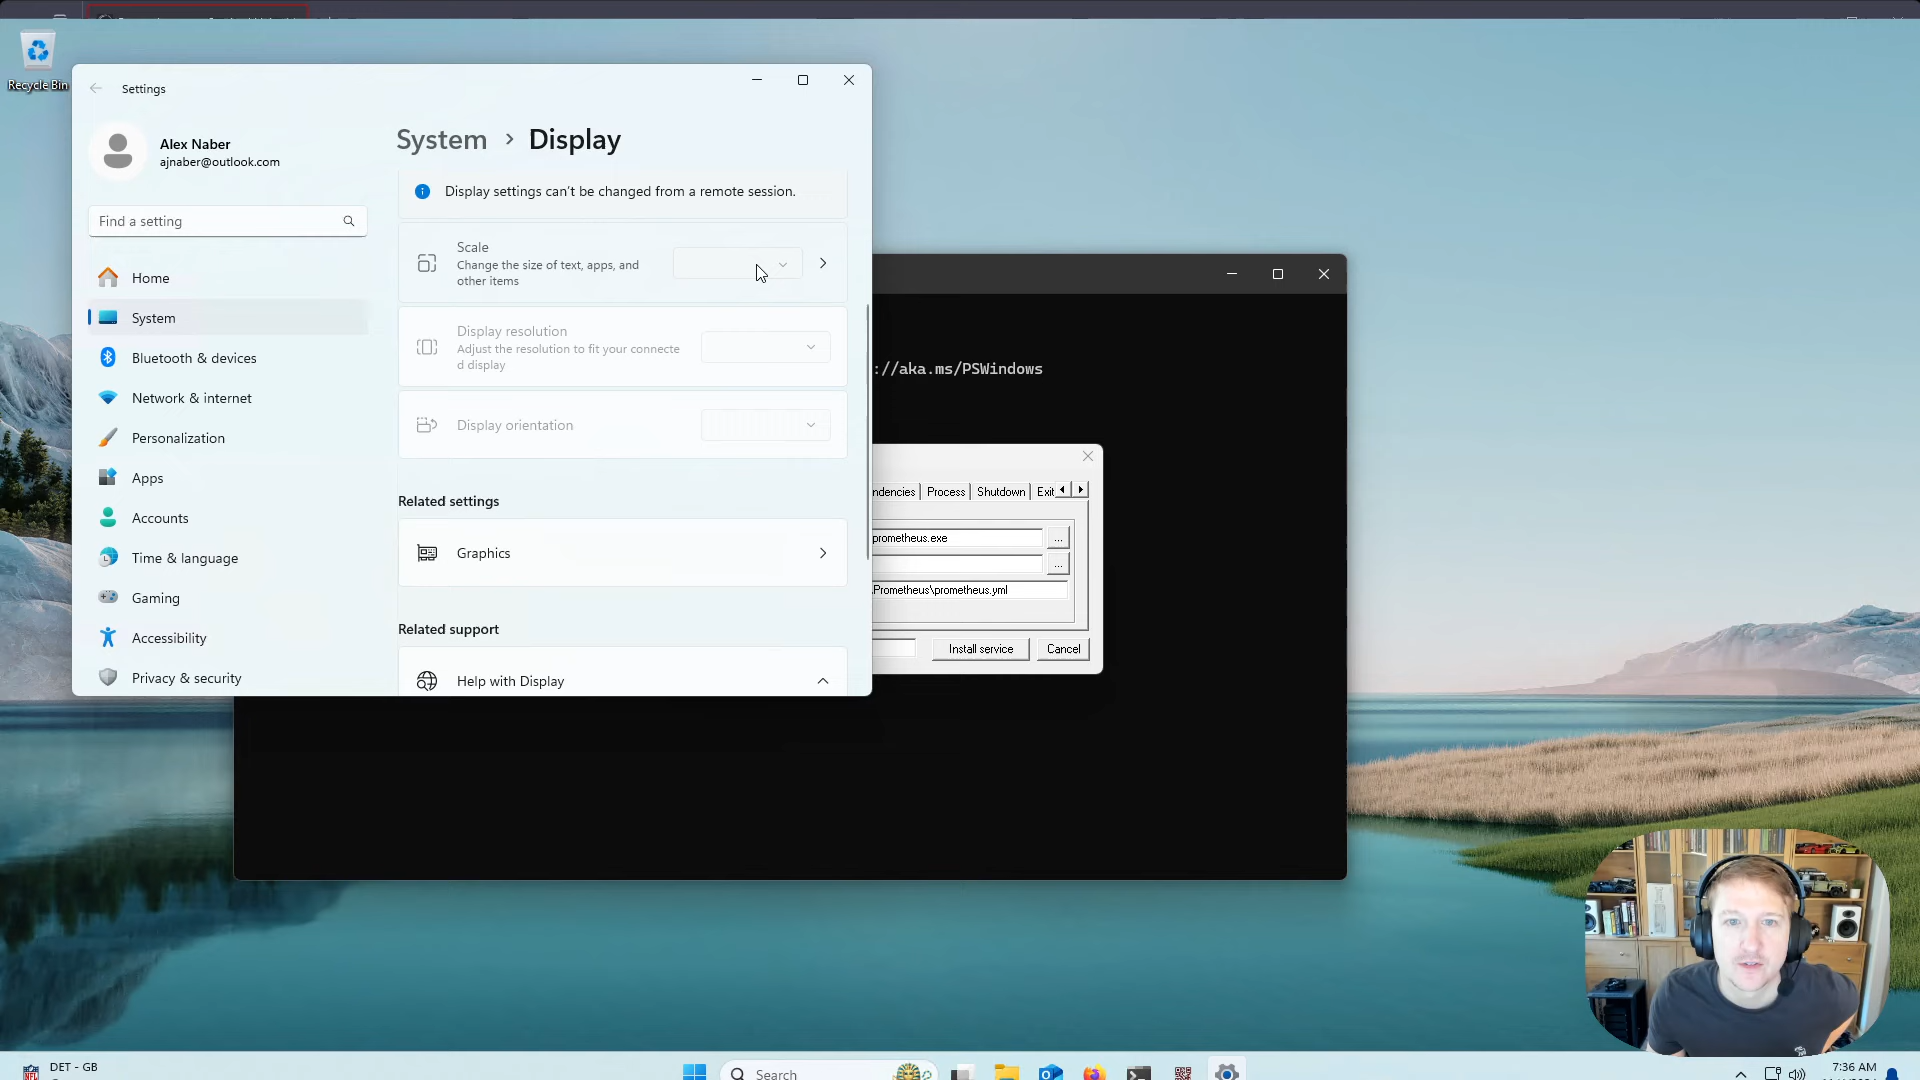 Recycle Bin
Settings
Alex Naber
ajnaber@outlook.com
Find a setting
Home
System
Bluetooth & devices
Network & internet
Personalization
Apps
Accounts
Time & language
Gaming
Accessibility
Privacy & security
System > Display
Display settings can't be changed from a remote session.
Scale
Change the size of text, apps, and
other items
Display resolution
Adjust the resolution to fit your connecte
d display
Display orientation
Related settings
Graphics
Related support
Help with Display
://aka.ms/PSWindows
ndencies Process Shutdown Exit
prometheus.exe
...
...
.Prometheus\prometheus.yml
Install service Cancel
DET - GB
Search
7:36 AM